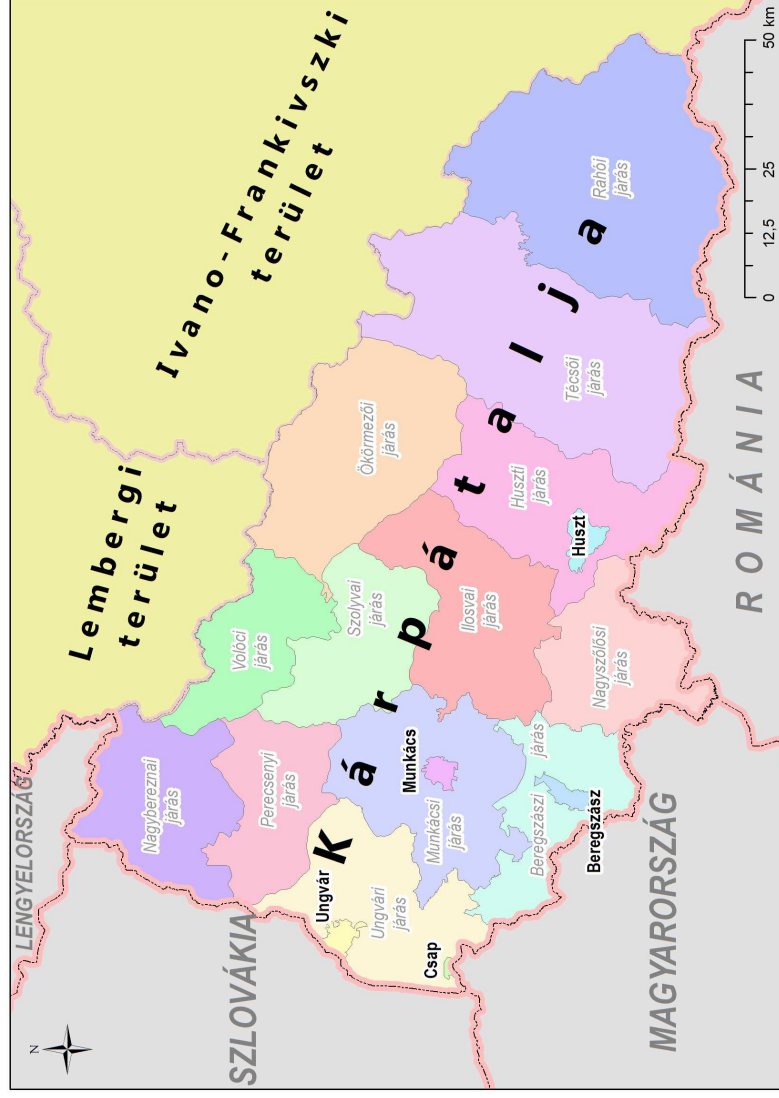 N
LENGYELORSZÁG
SZLOVÁKIA
MAGYARORSZÁG
ROMÁNIA
Lembergi
terület
Ivano-Frankivszki
terület
Kárpátalja
Nagybereznai
járás
Perecsenyi
járás
Volóci
járás
Szolyvai
járás
Ökörmezői
járás
Ungvár
Ungvári
járás
Csap
Munkács
Munkácsi
járás
Beregszászi
járás
Beregszász
Ilosvai
járás
Nagyszőlősi
járás
Huszti
járás
Huszt
Técsői
járás
Rahói
járás
0 12,5 25 50 km